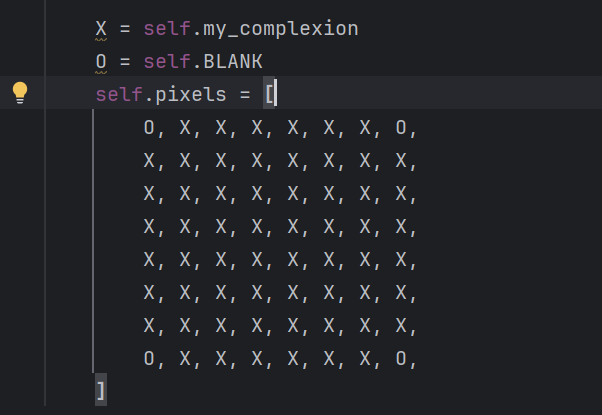 X = self.my_complexion
O = self.BLANK
self.pixels = [
O, X, X, X, X, X, X, O,
X, X, X, X, X, X, X, X,
X, X, X, X, X, X, X, X,
X, X, X, X, X, X, X, X,
X, X, X, X, X, X, X, X,
X, X, X, X, X, X, X, X,
X, X, X, X, X, X, X, X,
O, X, X, X, X, X, X, O,
]